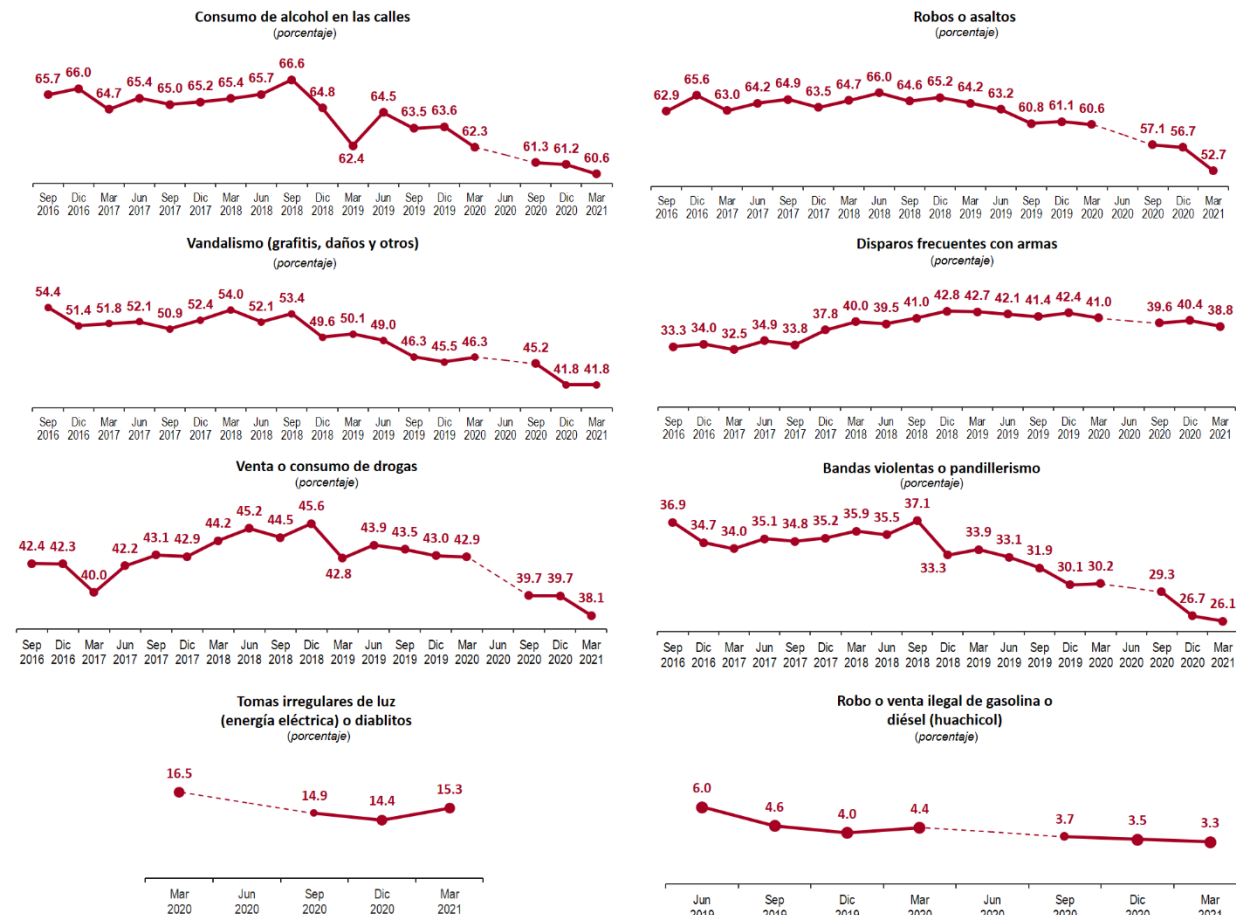 Consumo de alcohol en las calles
(porcentaje)
65.7 66.0 64.7 65.4 65.0 65.2 65.4 65.7 66.6 64.8 62.4 64.5 63.5 63.6 62.3 61.3 61.2 60.6
Sep Dic Mar Jun Sep Dic Mar Jun Sep Dic Mar Jun Sep Dic Mar Jun Sep Dic Mar
2016 2016 2017 2017 2017 2017 2018 2018 2018 2018 2019 2019 2019 2019 2020 2020 2020 2020 2021
Robos o asaltos
(porcentaje)
62.9 65.6 63.0 64.2 64.9 63.5 64.7 66.0 64.6 65.2 64.2 63.2 60.8 61.1 60.6 57.1 56.7 52.7
Sep Dic Mar Jun Sep Dic Mar Jun Sep Dic Mar Jun Sep Dic Mar Jun Sep Dic Mar
2016 2016 2017 2017 2017 2017 2018 2018 2018 2018 2019 2019 2019 2019 2020 2020 2020 2020 2021
Vandalismo (grafitis, daños y otros)
(porcentaje)
54.4 51.4 51.8 52.1 50.9 52.4 54.0 52.1 53.4 49.6 50.1 49.0 46.3 45.5 46.3 45.2 41.8 41.8
Sep Dic Mar Jun Sep Dic Mar Jun Sep Dic Mar Jun Sep Dic Mar Jun Sep Dic Mar
2016 2016 2017 2017 2017 2017 2018 2018 2018 2018 2019 2019 2019 2019 2020 2020 2020 2020 2021
Disparos frecuentes con armas
(porcentaje)
33.3 34.0 32.5 34.9 33.8 37.8 40.0 39.5 41.0 42.8 42.7 42.1 41.4 42.4 41.0 39.6 40.4 38.8
Sep Dic Mar Jun Sep Dic Mar Jun Sep Dic Mar Jun Sep Dic Mar Jun Sep Dic Mar
2016 2016 2017 2017 2017 2017 2018 2018 2018 2018 2019 2019 2019 2019 2020 2020 2020 2020 2021
Venta o consumo de drogas
(porcentaje)
42.4 42.3 40.0 42.2 43.1 42.9 44.2 45.2 44.5 45.6 42.8 43.9 43.5 43.0 42.9 39.7 39.7 38.1
Sep Dic Mar Jun Sep Dic Mar Jun Sep Dic Mar Jun Sep Dic Mar Jun Sep Dic Mar
2016 2016 2017 2017 2017 2017 2018 2018 2018 2018 2019 2019 2019 2019 2020 2020 2020 2020 2021
Bandas violentas o pandillerismo
(porcentaje)
36.9 34.7 34.0 35.1 34.8 35.2 35.9 35.5 37.1 33.3 33.9 33.1 31.9 30.1 30.2 29.3 26.7 26.1
Sep Dic Mar Jun Sep Dic Mar Jun Sep Dic Mar Jun Sep Dic Mar Jun Sep Dic Mar
2016 2016 2017 2017 2017 2017 2018 2018 2018 2018 2019 2019 2019 2019 2020 2020 2020 2020 2021
Tomas irregulares de luz
(energía eléctrica) o diablitos
(porcentaje)
16.5 14.9 14.4 15.3
Mar Jun Sep Dic Mar
2020 2020 2020 2020 2021
Robo o venta ilegal de gasolina o
diésel (huachicol)
(porcentaje)
6.0 4.6 4.0 4.4 3.7 3.5 3.3
Jun Sep Dic Mar Jun Sep Dic Mar
2019 2019 2019 2020 2020 2020 2020 2021